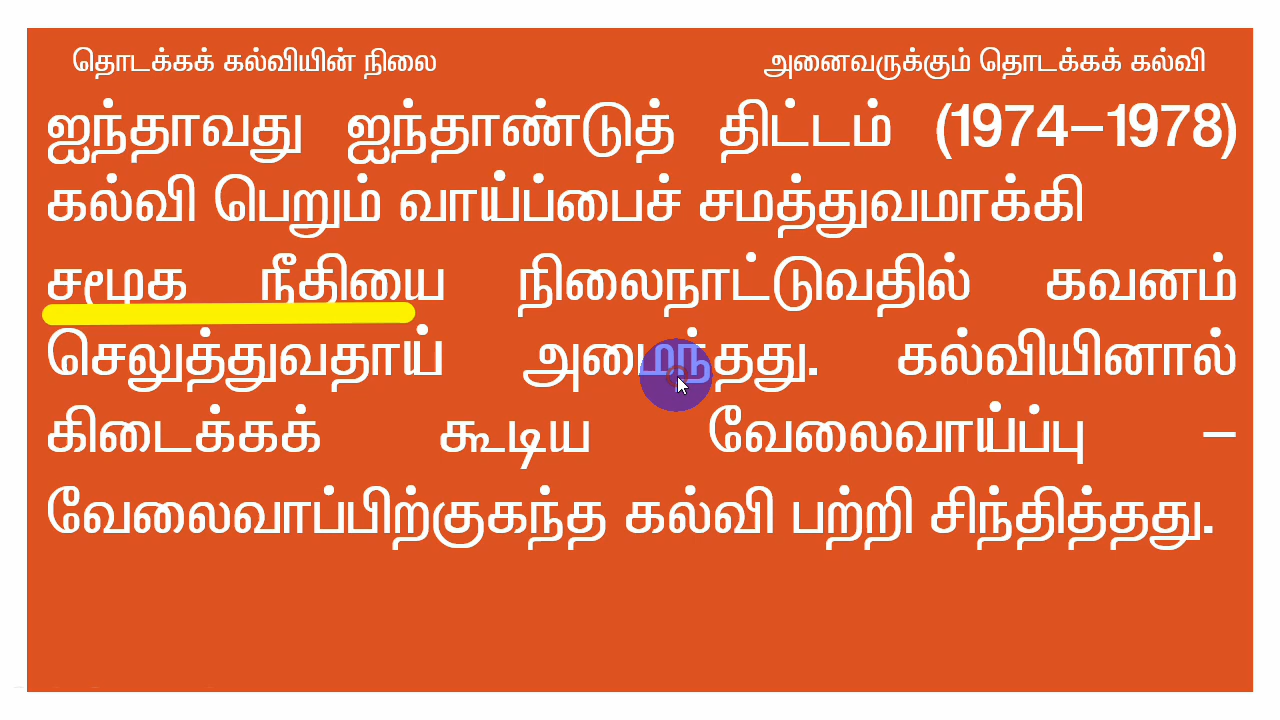 தொடக்கக் கல்வியின் நிலை
அனைவருக்கும் தொடக்கக் கல்வி
ஐந்தாவது ஐந்தாண்டுத் திட்டம் (1974–1978)
கல்வி பெறும் வாய்ப்பைச் சமத்துவமாக்கி
சமூக நீதியை நிலைநாட்டுவதில் கவனம்
செலுத்துவதாய் அமைந்தது. கல்வியினால்
கிடைக்கக் கூடிய வேலைவாய்ப்பு –
வேலைவாப்பிற்குகந்த கல்வி பற்றி சிந்தித்தது.